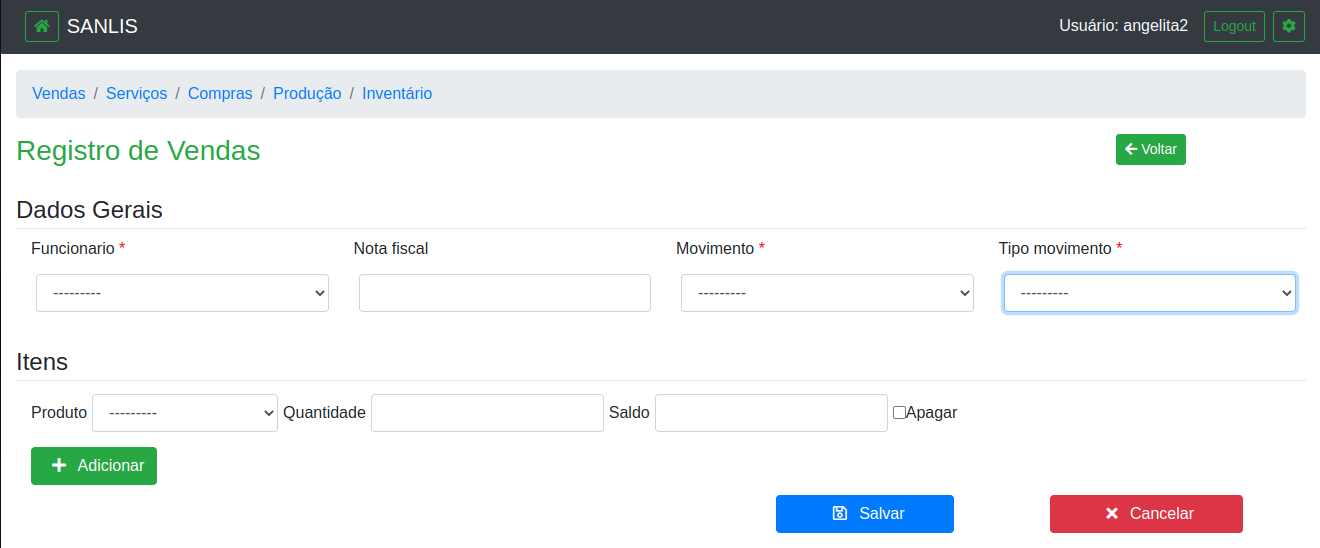 SANLIS Usuário: angelita2 Logout
Vendas / Serviços / Compras / Produção / Inventário
Registro de Vendas Voltar
Dados Gerais
Funcionario * Nota fiscal Movimento * Tipo movimento *
--------- --------- ---------
Itens
Produto --------- Quantidade Saldo Apagar
Adicionar
Salvar Cancelar